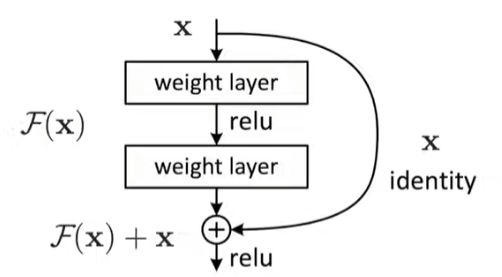 x
weight layer
relu
F(x)
weight layer
x
identity
F(x) + x
relu